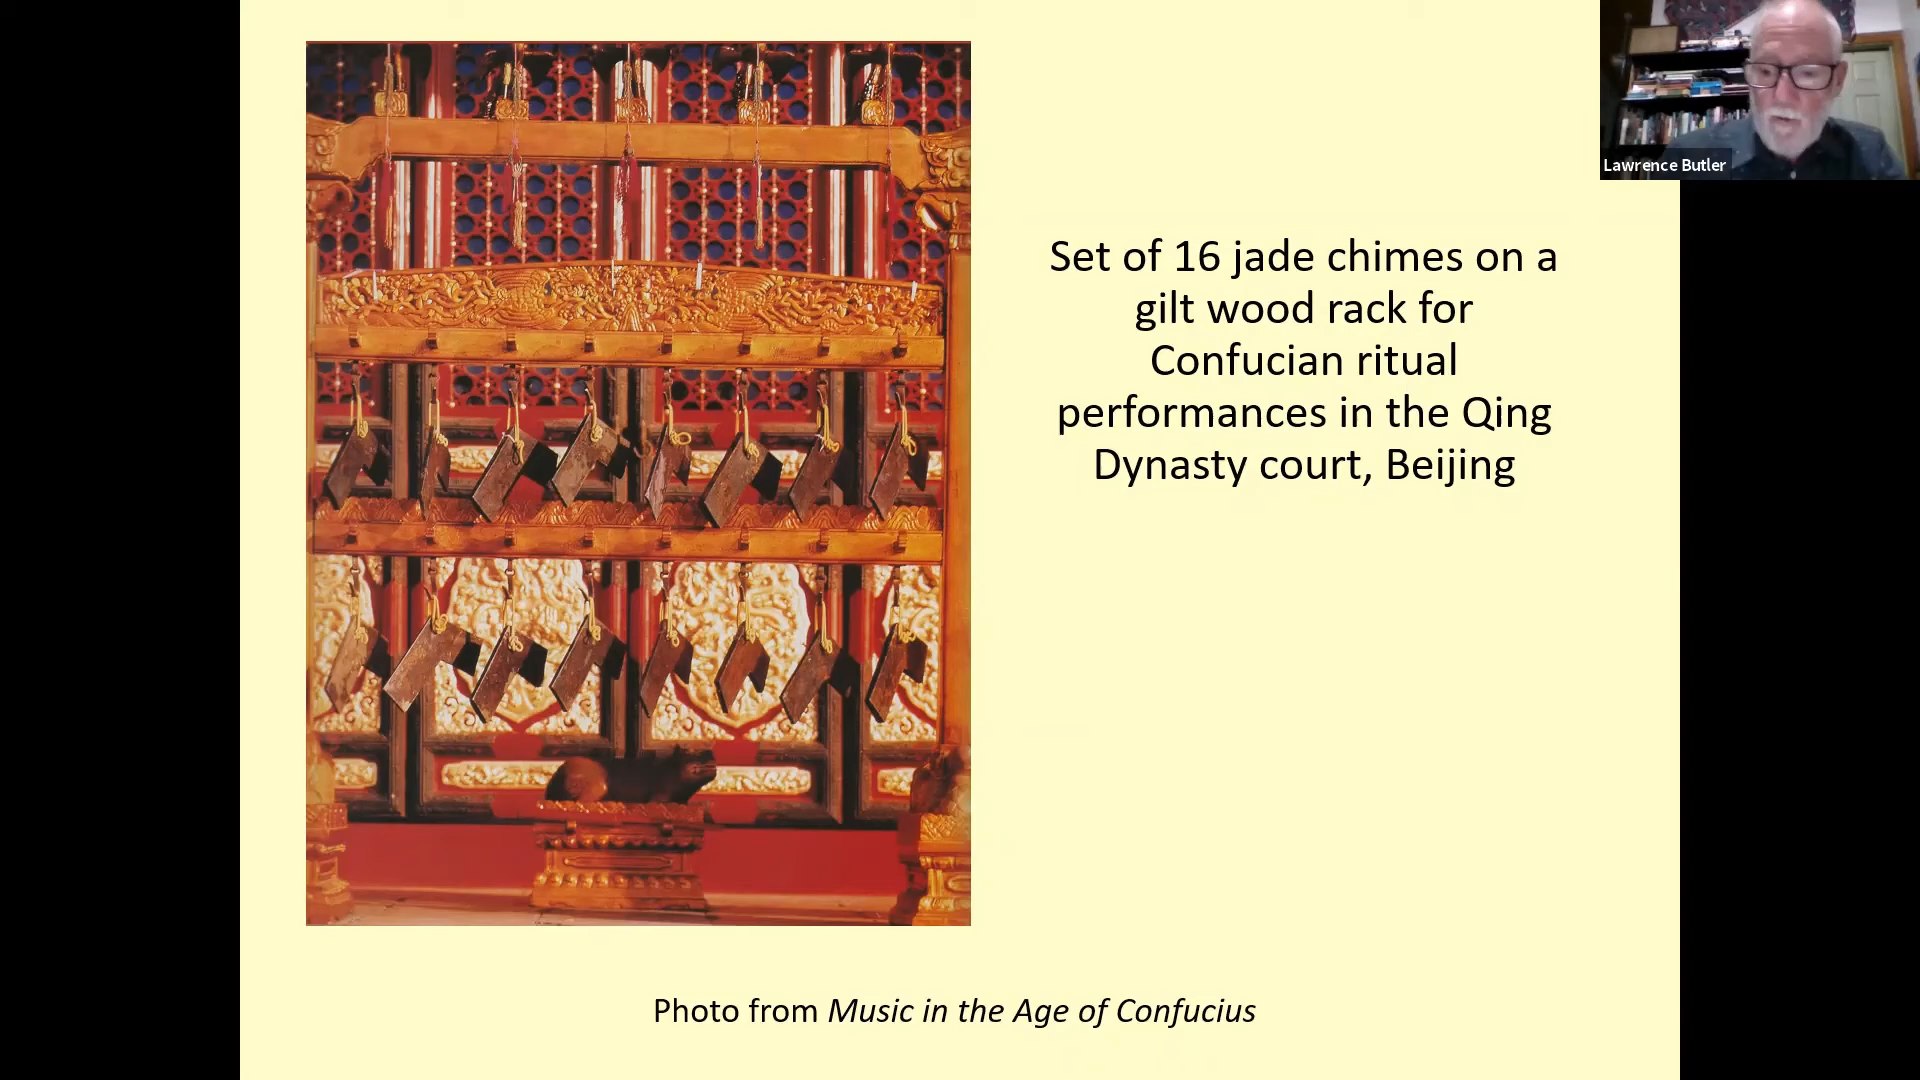 Lawrence Butler
Set of 16 jade chimes on a
gilt wood rack for
Confucian ritual
performances in the Qing
Dynasty court, Beijing
Photo from Music in the Age of Confucius